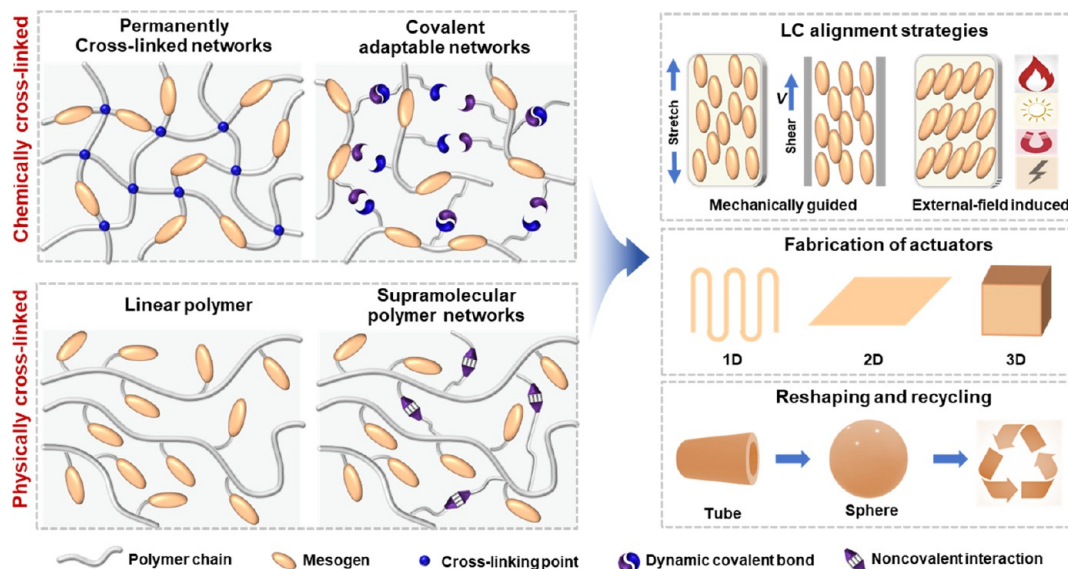 Chemically cross-linked
Permanently
Cross-linked networks
Covalent
adaptable networks
Physically cross-linked
Linear polymer
Supramolecular
polymer networks
LC alignment strategies
Stretch
Shear
V
Mechanically guided
External-field induced
Fabrication of actuators
1D
2D
3D
Reshaping and recycling
Tube
Sphere
Polymer chain
Mesogen
Cross-linking point
Dynamic covalent bond
Noncovalent interaction